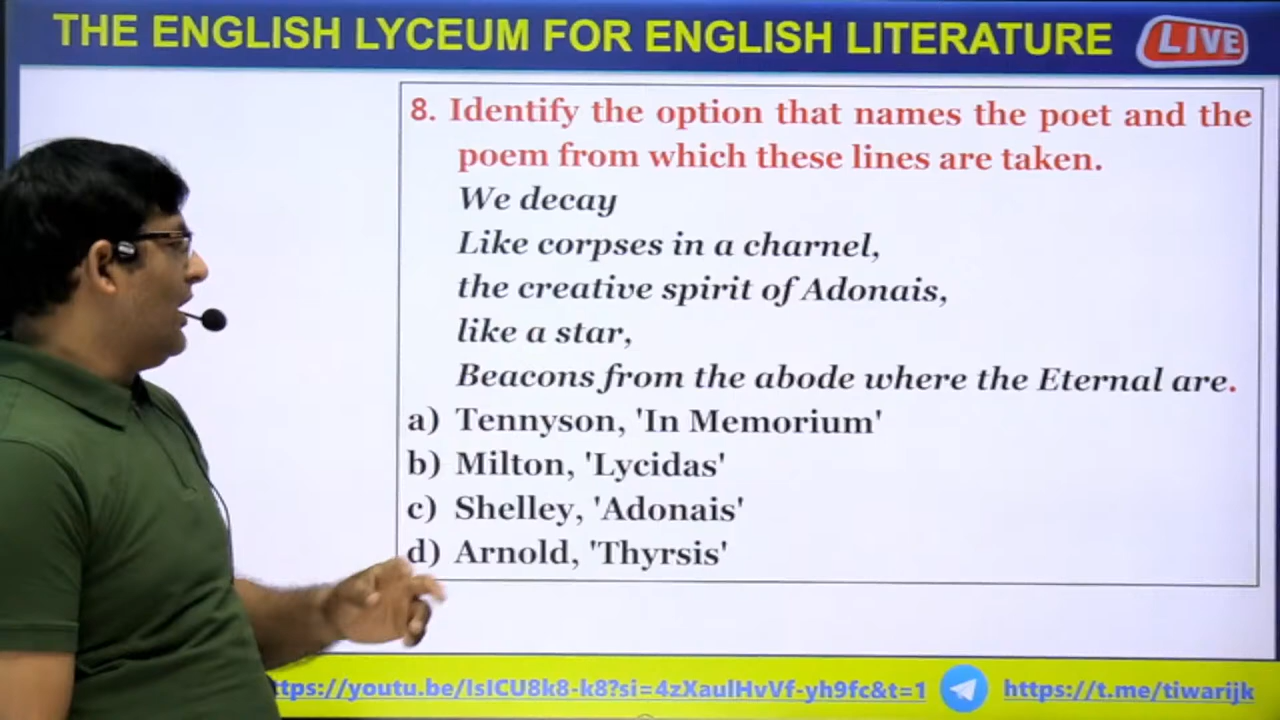 THE ENGLISH LYCEUM FOR ENGLISH LITERATURE
LIVE
8. Identify the option that names the poet and the
poem from which these lines are taken.
We decay
Like corpses in a charnel,
the creative spirit of Adonais,
like a star,
Beacons from the abode where the Eternal are.
a) Tennyson, 'In Memorium'
b) Milton, 'Lycidas'
c) Shelley, 'Adonais'
d) Arnold, 'Thyrsis'
ttps://youtu.be/IsICU8k8-k8?si=4zXaulHvVf-yh9fc&t=1
https://t.me/tiwarijk